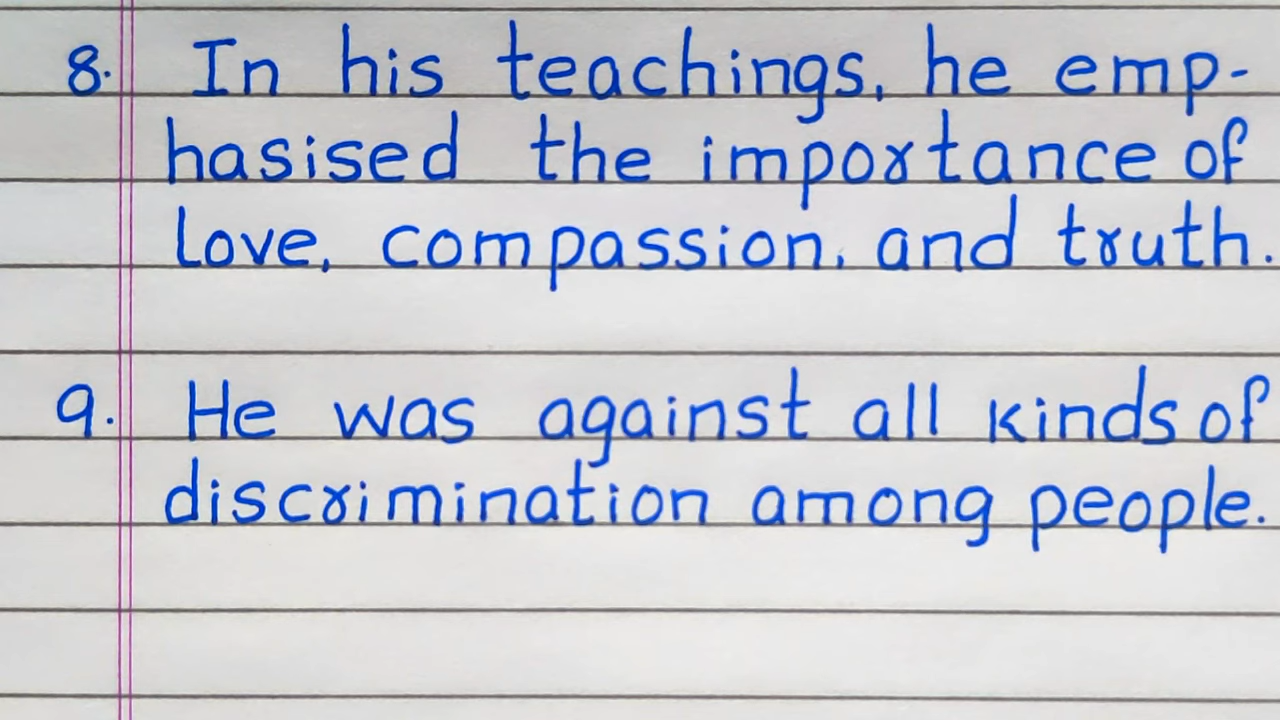 8. In his teachings, he emp-
hasised the importance of
love, compassion, and truth.
9. He was against all kinds of
discrimination among people.